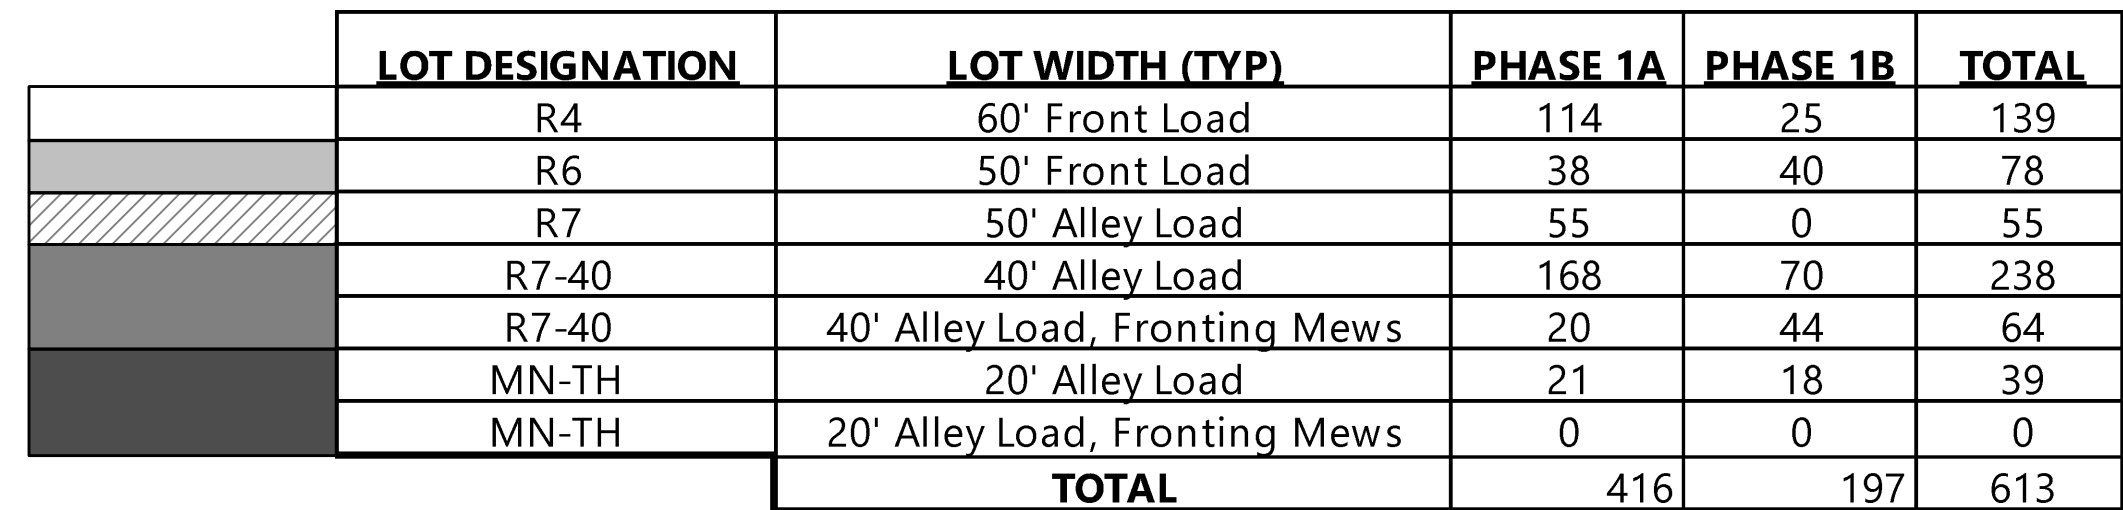 LOT DESIGNATION LOT WIDTH (TYP) PHASE 1A PHASE 1B TOTAL
R4 60' Front Load 114 25 139
R6 50' Front Load 38 40 78
R7 50' Alley Load 55 0 55
R7-40 40' Alley Load 168 70 238
R7-40 40' Alley Load, Fronting Mews 20 44 64
MN-TH 20' Alley Load 21 18 39
MN-TH 20' Alley Load, Fronting Mews 0 0 0
TOTAL 416 197 613